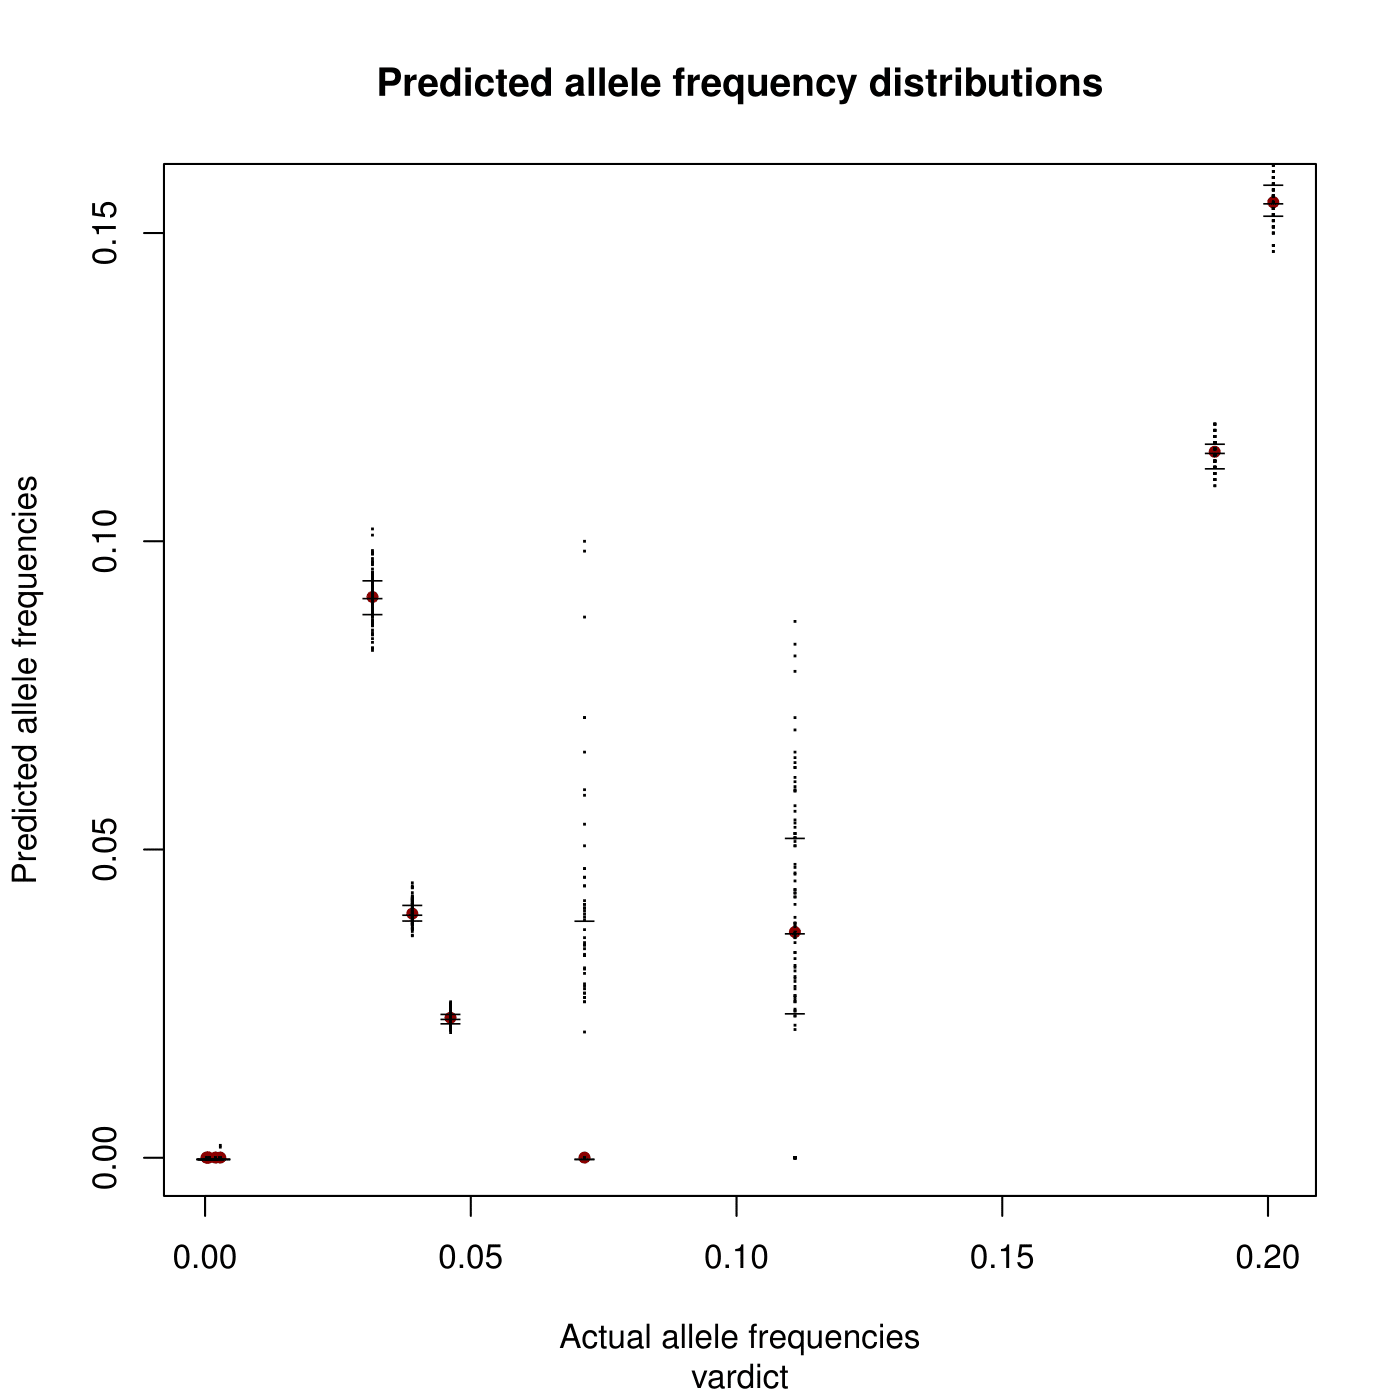 Predicted allele frequency distributions
Predicted allele frequencies
0.15
0.10
0.05
0.00
0.00 0.05 0.10 0.15 0.20
Actual allele frequencies
vardict